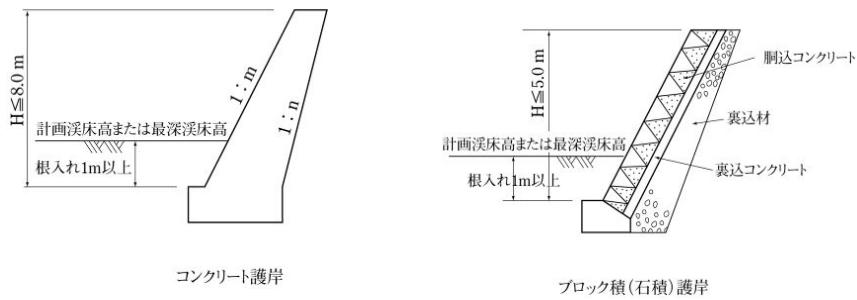 H≦8.0 m
1:m
1:n
計画渓床高または最深渓床高
根入れ1m以上
コンクリート護岸
H≦5.0 m
胴込コンクリート
裏込材
計画渓床高または最深渓床高
裏込コンクリート
根入れ1m以上
ブロック積(石積)護岸